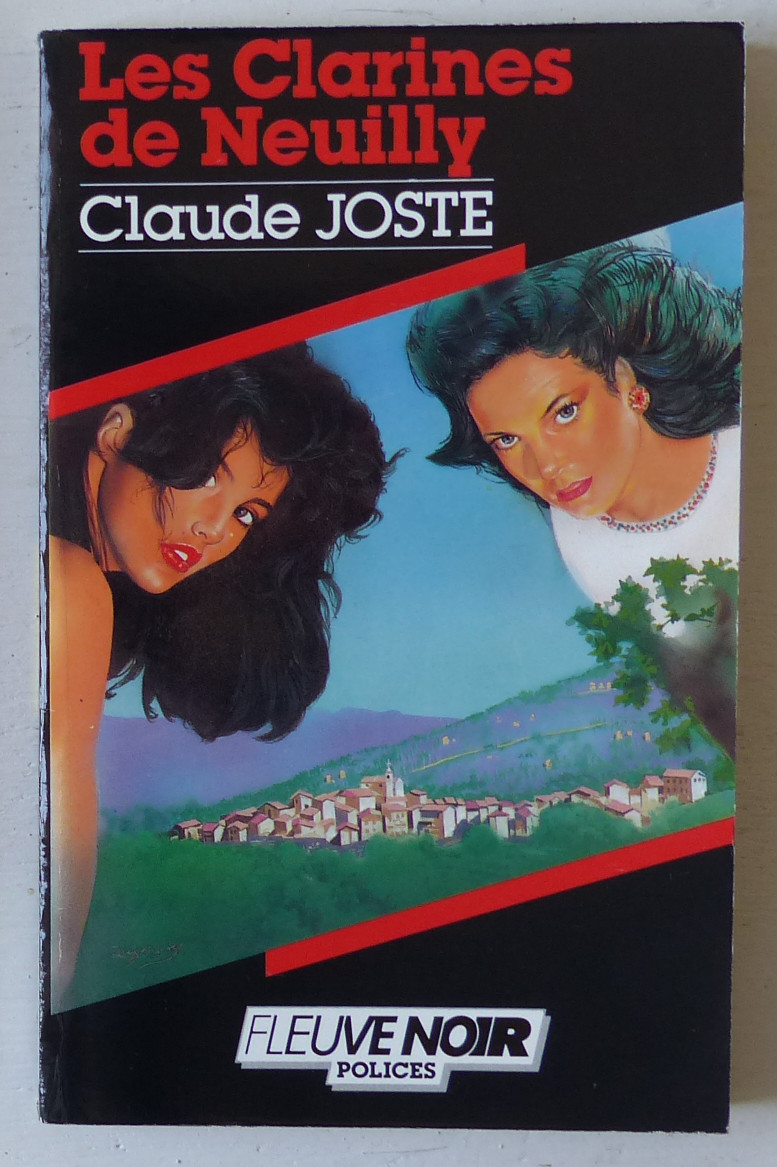 Les Clarines
de Neuilly
Claude JOSTE
FLEUVE NOIR
POLICES